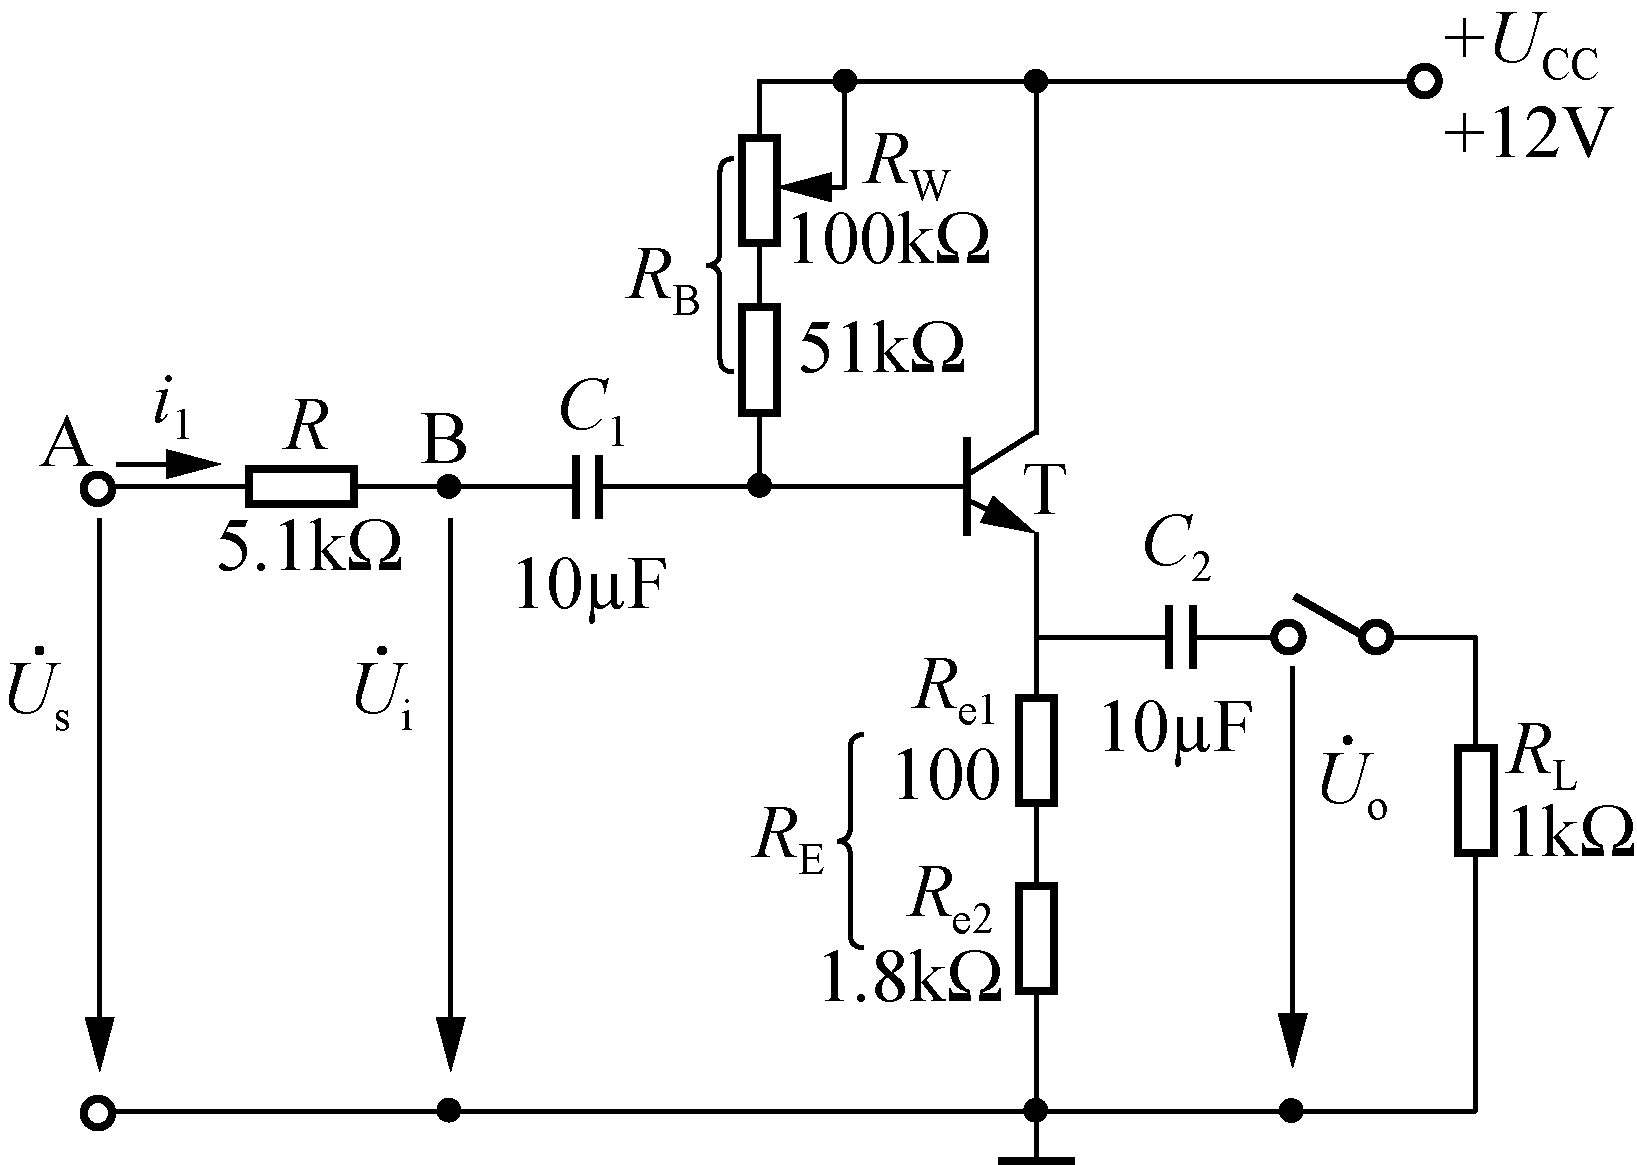 +U_CC
+12V
R_W
100kΩ
R_B
51kΩ
A
i_1
R
5.1kΩ
B
C_1
10μF
T
C_2
10μF
U̇_s
U̇_i
R_e1
100
R_E
R_e2
1.8kΩ
U̇_o
R_L
1kΩ